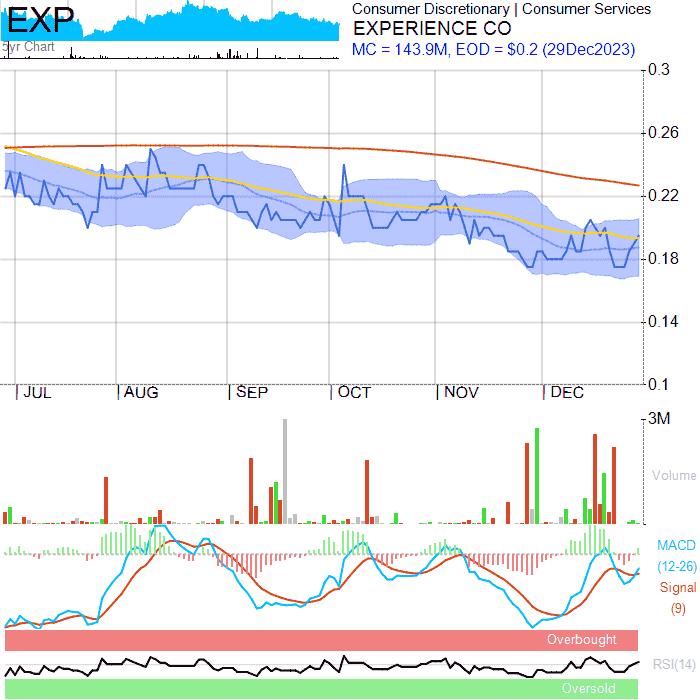 EXP
5yr Chart
Consumer Discretionary | Consumer Services
EXPERIENCE CO
MC = 143.9M, EOD = $0.2 (29Dec2023)
0.3
0.26
0.22
0.18
0.14
0.1
JUL AUG SEP OCT NOV DEC
3M
Volume
MACD
(12-26)
Signal
(9)
Overbought
RSI(14)
Oversold